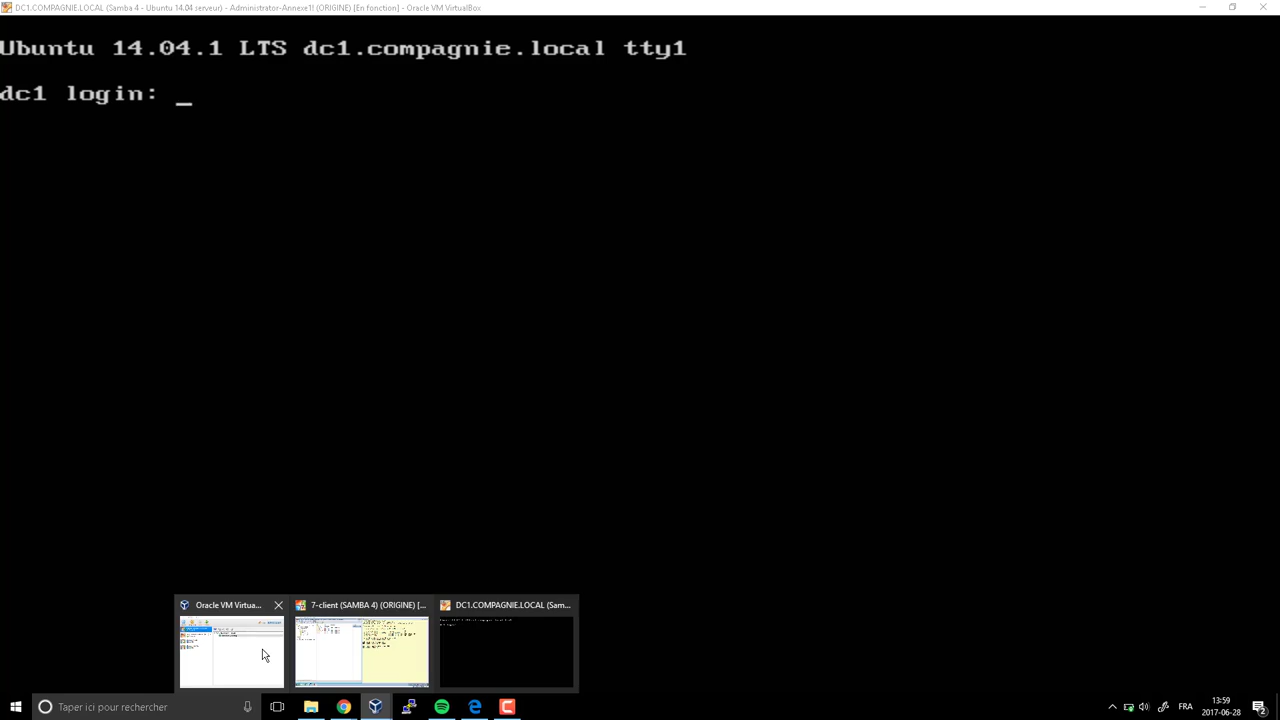 DC1.COMPAGNIE.LOCAL (Samba 4 - Ubuntu 14.04 serveur) - Administrator-Annexe1! (ORIGINE) [En fonction] - Oracle VM VirtualBox
Ubuntu 14.04.1 LTS dc1.compagnie.local tty1
dc1 login: _
Oracle VM Virtua...
7-client (SAMBA 4) (ORIGINE) [...
DC1.COMPAGNIE.LOCAL (Sam...
Taper ici pour rechercher
FRA
13:59
2017-06-28
2